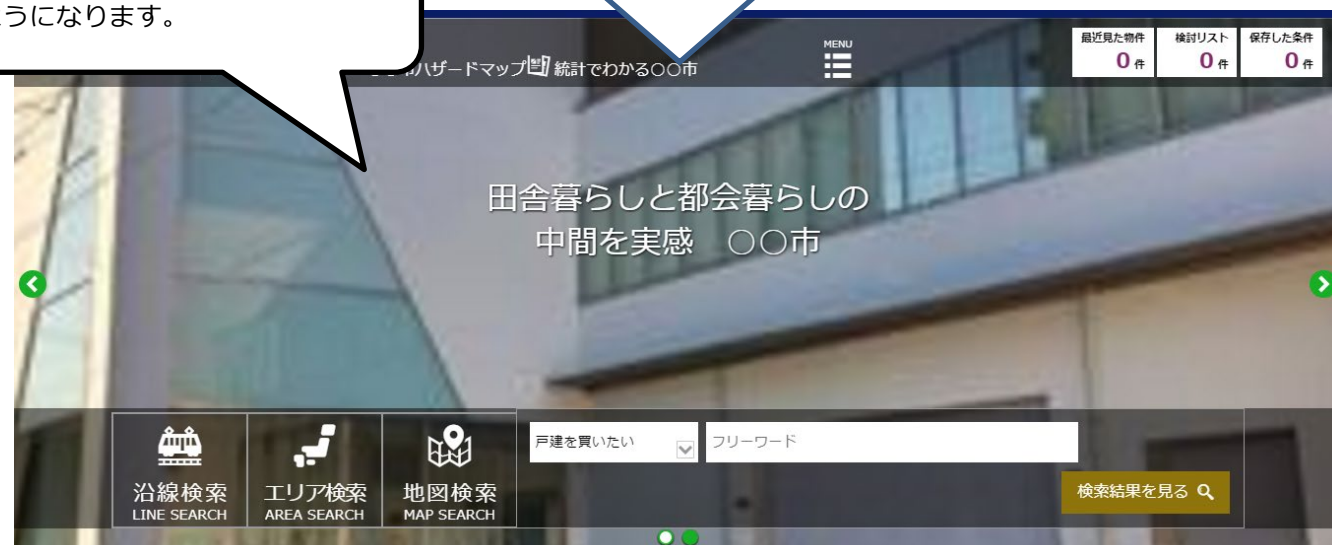 うになります。
市ハザードマップ 統計でわかる○○市
MENU
最近見た物件
0 件
検討リスト
0 件
保存した条件
0 件
田舎暮らしと都会暮らしの
中間を実感 ○○市
沿線検索
LINE SEARCH
エリア検索
AREA SEARCH
地図検索
MAP SEARCH
戸建を買いたい
フリーワード
検索結果を見る